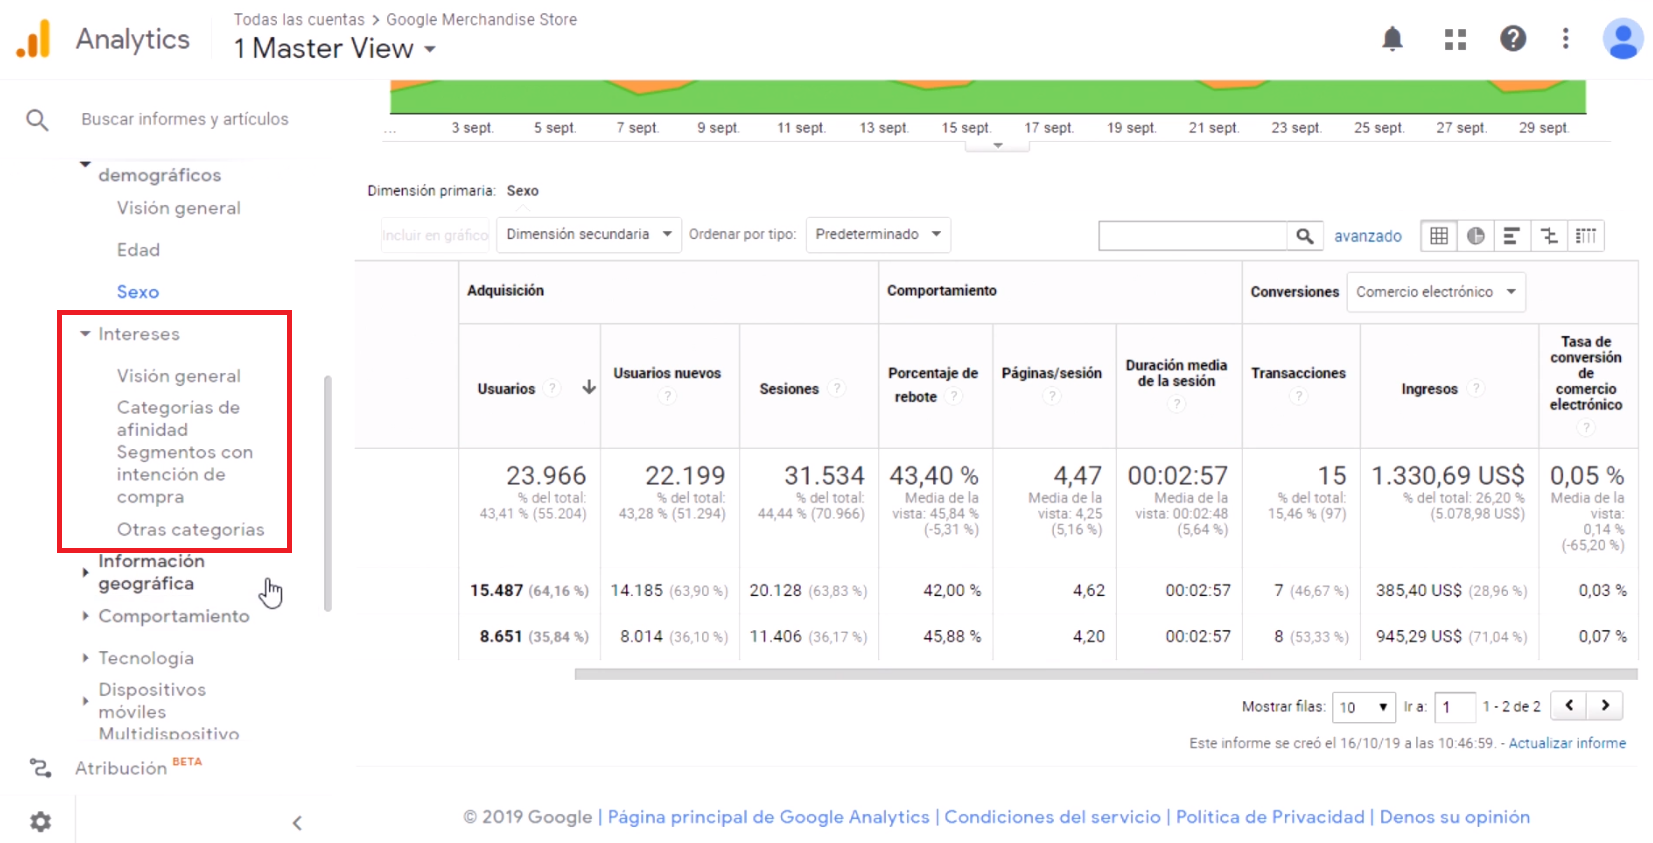 Analytics
Todas las cuentas > Google Merchandise Store
1 Master View
Buscar informes y artículos
demográficos
Visión general
Edad
Sexo
Intereses
Visión general
Categorías de
afinidad
Segmentos con
intención de
compra
Otras categorías
Información
geográfica
Comportamiento
Tecnología
Dispositivos
móviles
Multidispositivo
Atribución BETA
... 3 sept. 5 sept. 7 sept. 9 sept. 11 sept. 13 sept. 15 sept. 17 sept. 19 sept. 21 sept. 23 sept. 25 sept. 27 sept. 29 sept.
Dimensión primaria: Sexo
Incluir en gráfico Dimensión secundaria Ordenar por tipo: Predeterminado avanzado
Adquisición Comportamiento Conversiones Comercio electrónico
Usuarios ?
Usuarios nuevos
?
Sesiones ?
Porcentaje de
rebote ?
Páginas/sesión
?
Duración media
de la sesión
?
Transacciones
?
Ingresos ?
Tasa de
conversión
de
comercio
electrónico
?
23.966
% del total:
43,41 % (55.204)
22.199
% del total:
43,28 % (51.294)
31.534
% del total:
44,44 % (70.966)
43,40 %
Media de la
vista: 45,84 %
(-5,31 %)
4,47
Media de la
vista: 4,25
(5,16 %)
00:02:57
Media de la
vista: 00:02:48
(5,64 %)
15
% del total:
15,46 % (97)
1.330,69 US$
% del total: 26,20 %
(5.078,98 US$)
0,05 %
Media de la
vista:
0,14 %
(-65,20 %)
15.487 (64,16 %) 14.185 (63,90 %) 20.128 (63,83 %) 42,00 % 4,62 00:02:57 7 (46,67 %) 385,40 US$ (28,96 %) 0,03 %
8.651 (35,84 %) 8.014 (36,10 %) 11.406 (36,17 %) 45,88 % 4,20 00:02:57 8 (53,33 %) 945,29 US$ (71,04 %) 0,07 %
Mostrar filas: 10 Ir a: 1 1 - 2 de 2
Este informe se creó el 16/10/19 a las 10:46:59. - Actualizar informe
© 2019 Google | Página principal de Google Analytics | Condiciones del servicio | Política de Privacidad | Denos su opinión